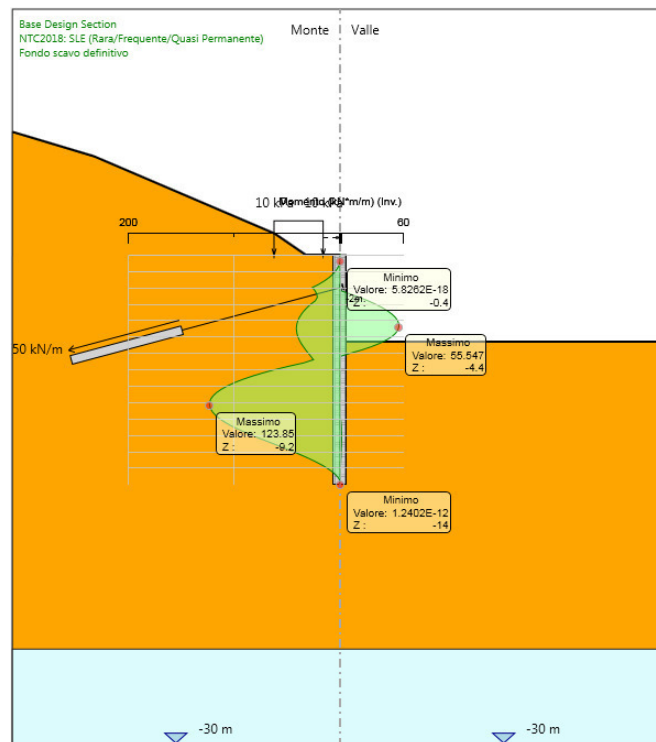 Base Design Section
NTC2018: SLE (Rara/Frequente/Quasi Permanente)
Fondo scavo definitivo
Monte
Valle
10 kPa
Momento (kN*m/m) (Inv.)
200
60
Minimo
Valore: 5.8262E-18
Z : -0.4
-2m
50 kN/m
Massimo
Valore: 55.547
Z : -4.4
Massimo
Valore: 123.85
Z : -9.2
Minimo
Valore: 1.2402E-12
Z : -14
-30 m
-30 m